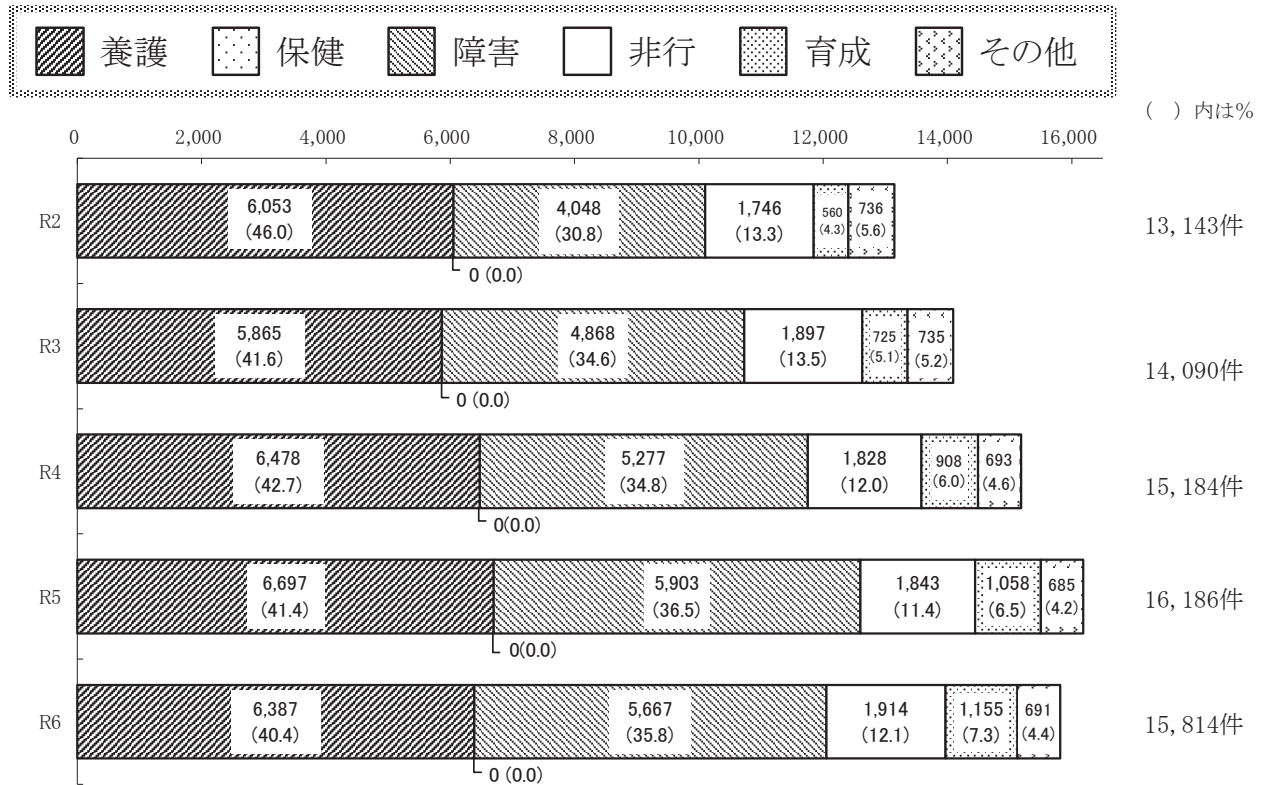 養護 保健 障害 非行 育成 その他
( ) 内は%
0 2,000 4,000 6,000 8,000 10,000 12,000 14,000 16,000
R2
6,053 4,048 1,746 560 736
(46.0) (30.8) (13.3) (4.3) (5.6)
13,143件
0 (0.0)
R3
5,865 4,868 1,897 725 735
(41.6) (34.6) (13.5) (5.1) (5.2)
14,090件
0 (0.0)
R4
6,478 5,277 1,828 908 693
(42.7) (34.8) (12.0) (6.0) (4.6)
15,184件
0(0.0)
R5
6,697 5,903 1,843 1,058 685
(41.4) (36.5) (11.4) (6.5) (4.2)
16,186件
0(0.0)
R6
6,387 5,667 1,914 1,155 691
(40.4) (35.8) (12.1) (7.3) (4.4)
15,814件
0 (0.0)